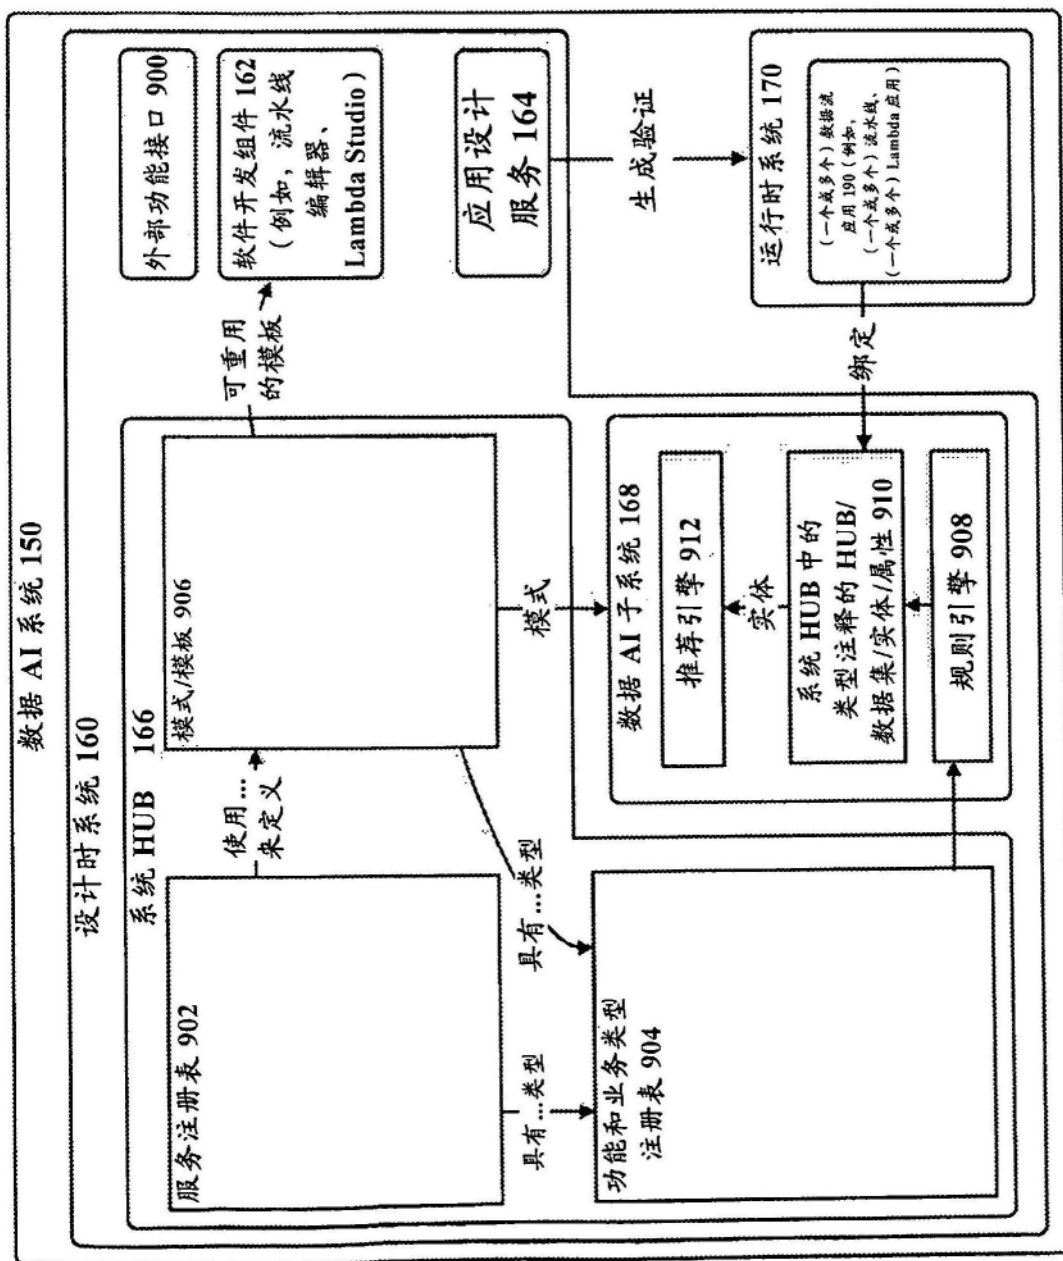 数据 AI 系统 150
设计时系统 160
系统 HUB 166
服务注册表 902
使用…
来定义
模式/模板 906
可重用
的模板
外部功能接口 900
软件开发组件 162
(例如，流水线
编辑器、
Lambda Studio)
具有…类型
具有…类型
模式
应用设计
服务 164
功能和业务类型
注册表 904
数据 AI 子系统 168
推荐引擎 912
实体
系统 HUB 中的
类型注释的 HUB/
数据集/实体/属性 910
规则引擎 908
生成验证
绑定
运行时系统 170
(一个或多个) 数据流
应用 190 (例如，
(一个或多个) 流水线、
(一个或多个) Lambda 应用)